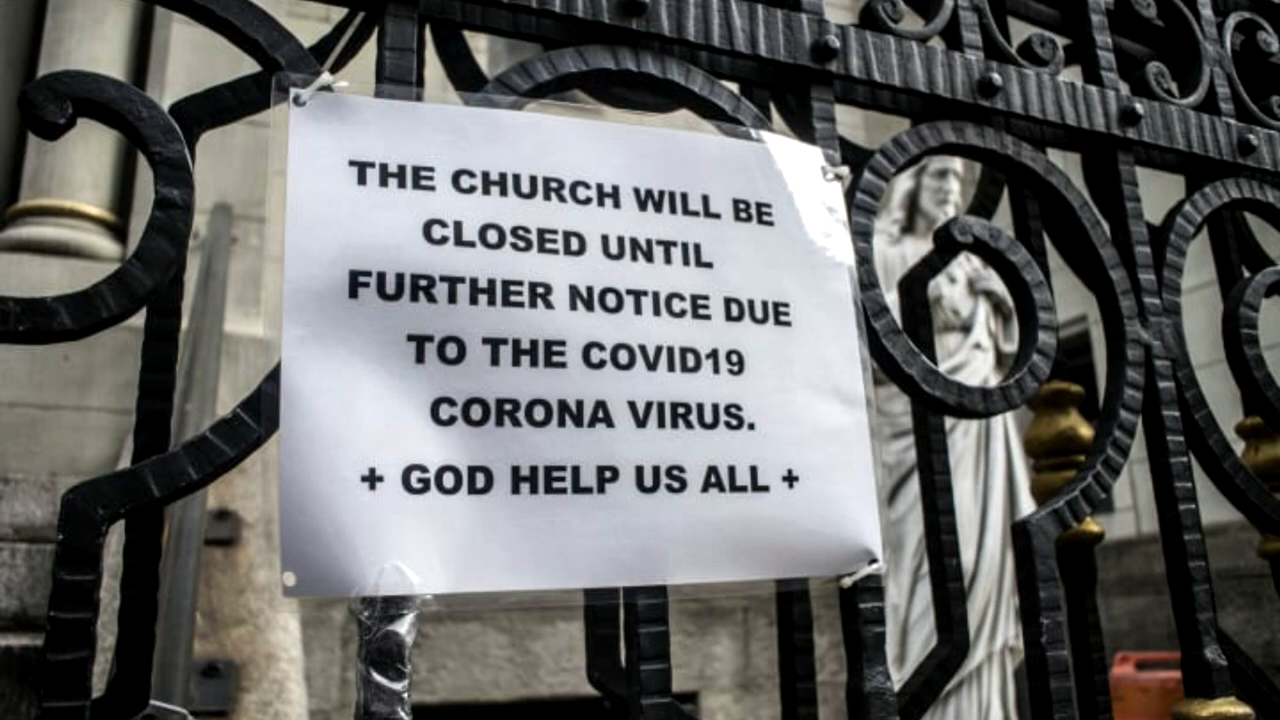 THE CHURCH WILL BE
CLOSED UNTIL
FURTHER NOTICE DUE
TO THE COVID19
CORONA VIRUS.
+ GOD HELP US ALL +